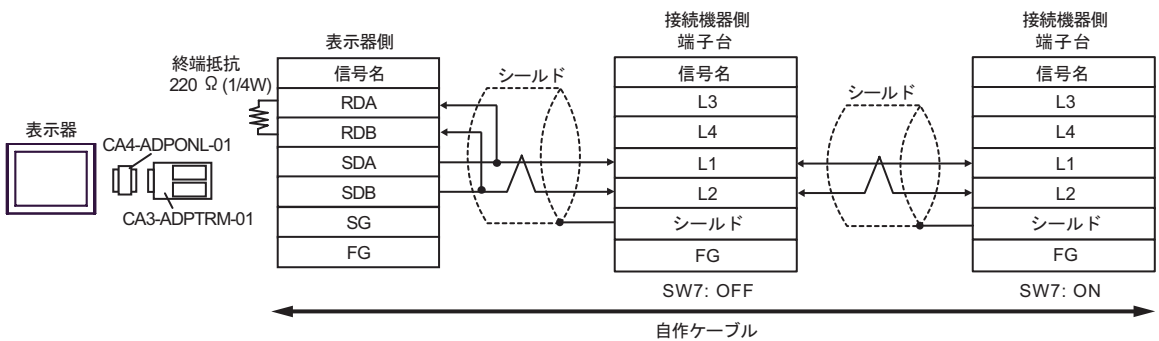 終端抵抗
220 Ω (1/4W)
表示器
CA4-ADPONL-01
CA3-ADPTRM-01
表示器側
信号名
RDA
RDB
SDA
SDB
SG
FG
シールド
接続機器側
端子台
信号名
L3
L4
L1
L2
シールド
FG
SW7: OFF
シールド
接続機器側
端子台
信号名
L3
L4
L1
L2
シールド
FG
SW7: ON
自作ケーブル